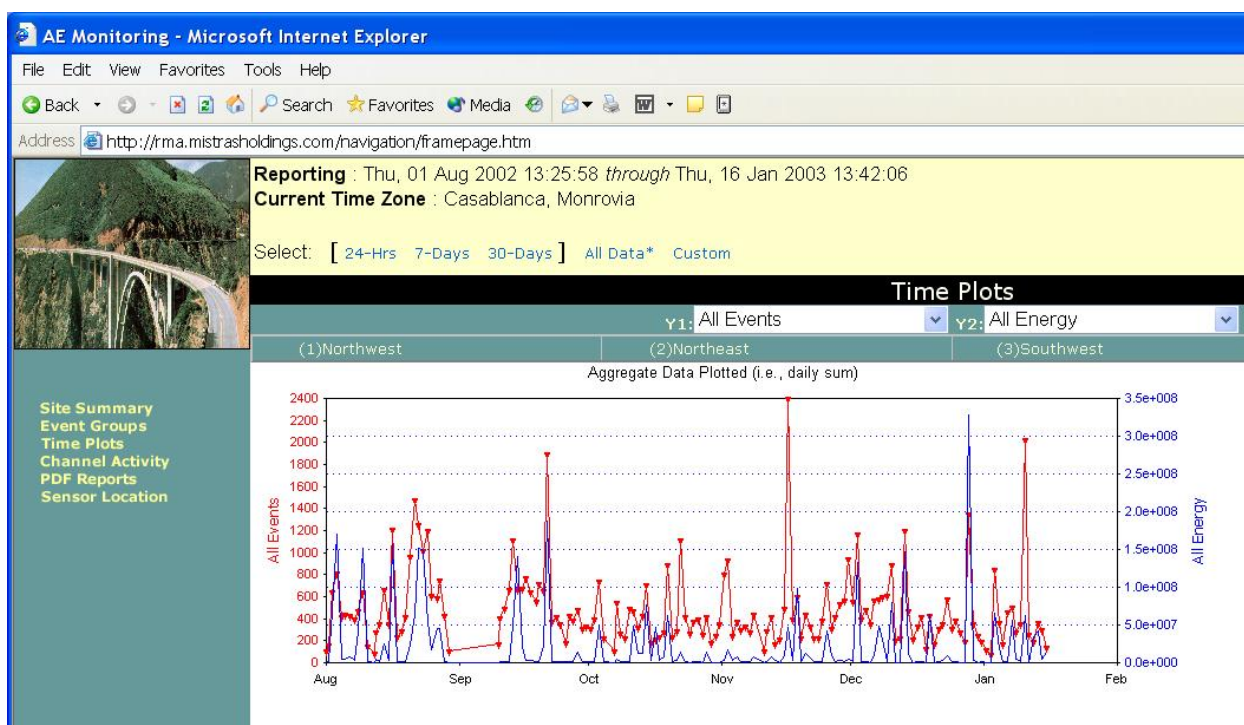 AE Monitoring - Microsoft Internet Explorer
File Edit View Favorites Tools Help
Back Search Favorites Media
Address http://rma.mistrasholdings.com/navigation/framepage.htm
Reporting : Thu, 01 Aug 2002 13:25:58 through Thu, 16 Jan 2003 13:42:06
Current Time Zone : Casablanca, Monrovia
Select: [ 24-Hrs 7-Days 30-Days ] All Data* Custom
Time Plots
Y1: All Events Y2: All Energy
(1)Northwest (2)Northeast (3)Southwest
Site Summary
Event Groups
Time Plots
Channel Activity
PDF Reports
Sensor Location
Aggregate Data Plotted (i.e., daily sum)
All Events
2400
2200
2000
1800
1600
1400
1200
1000
800
600
400
200
0
3.5e+008
3.0e+008
2.5e+008
2.0e+008
1.5e+008
1.0e+008
5.0e+007
0.0e+000
All Energy
Aug Sep Oct Nov Dec Jan Feb